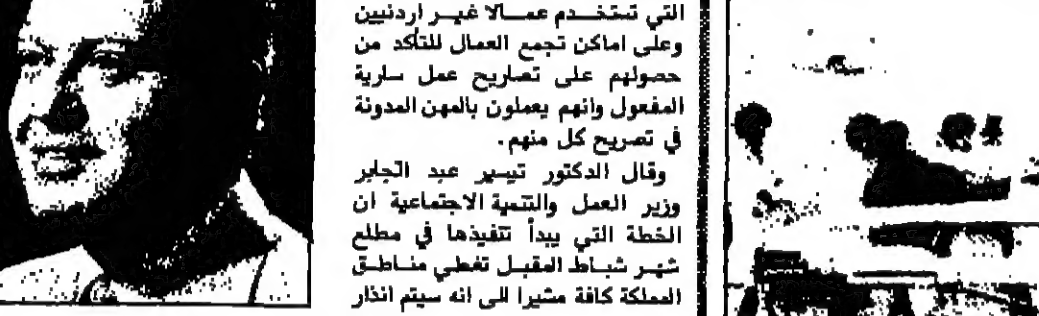 التي تستخدم عمالا غير اردنيين
وعلى اماكن تجمع العمال للتأكد من
حصولهم على تصاريح عمل سارية
المفعول وانهم يعملون بالمهن المدونة
في تصريح كل منهم.
وقال الدكتور تيسير عبد الجابر
وزير العمل والتنمية الاجتماعية ان
الخطة التي يبدأ تنفيذها في مطلع
شهر شباط المقبل تغطي مناطق
المملكة كافة مشيرا الى انه سيتم انذار